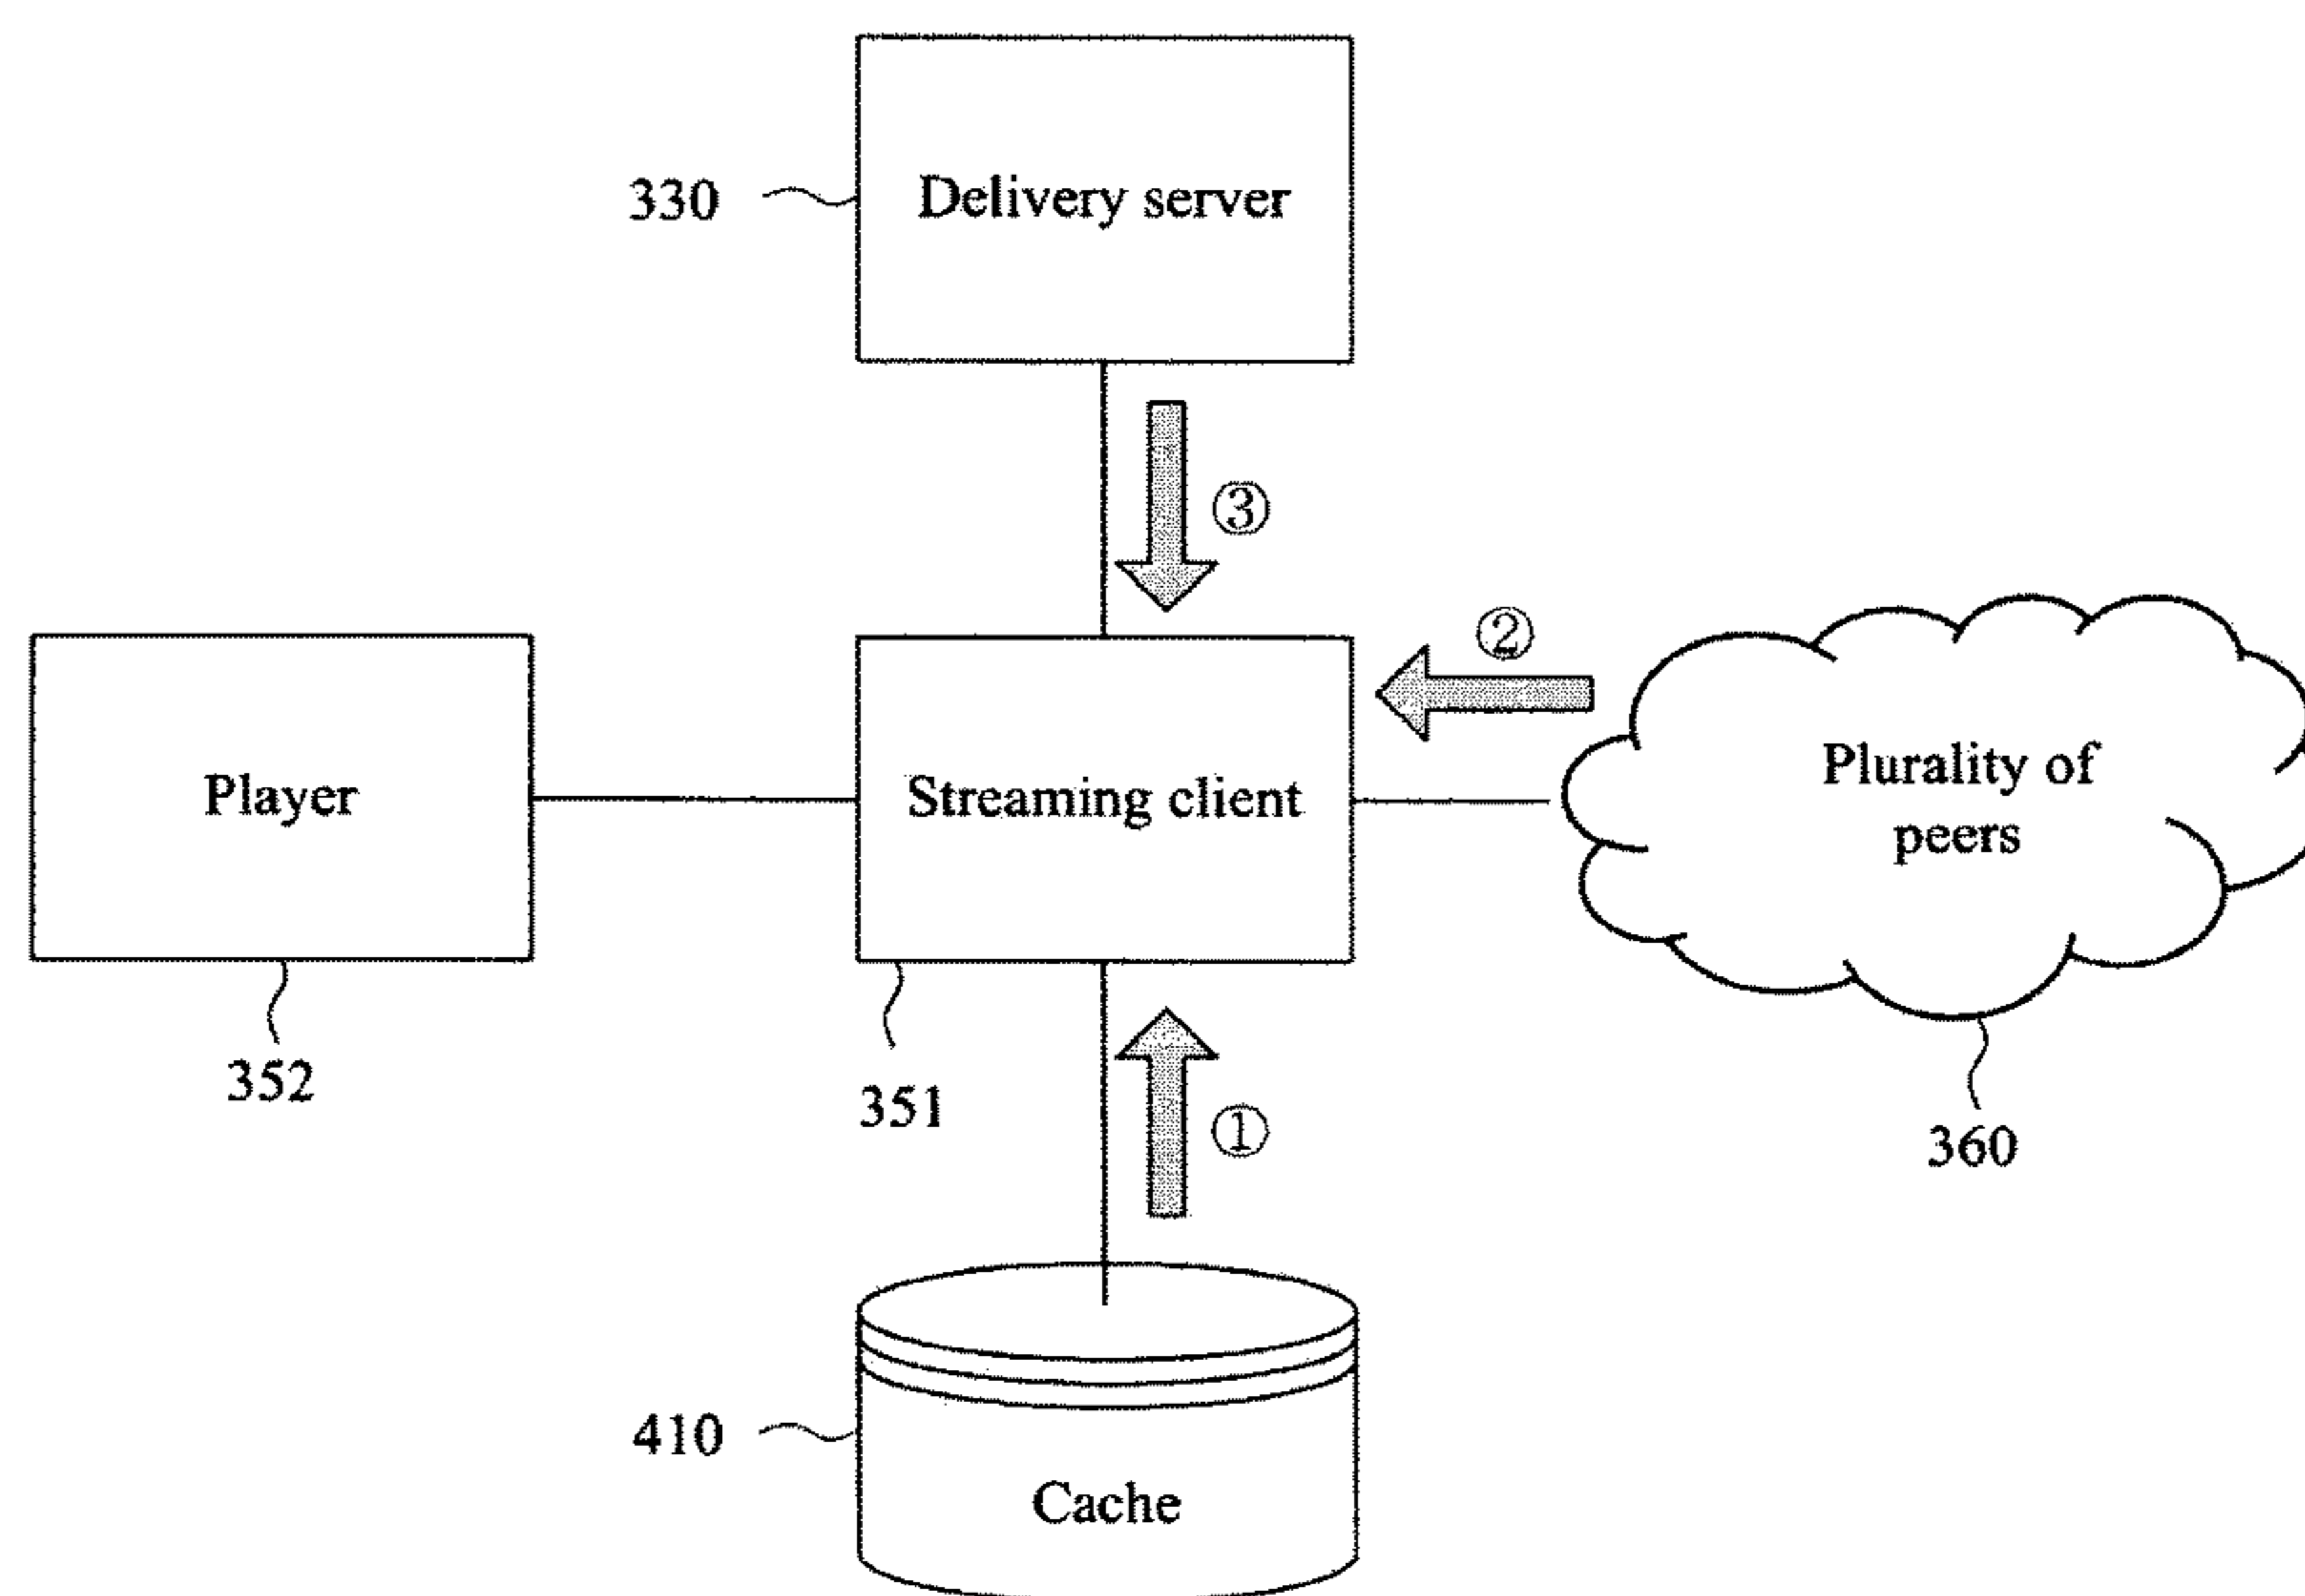 330
Delivery server
③
②
Player
Streaming client
Plurality of
peers
352
351
①
360
410
Cache